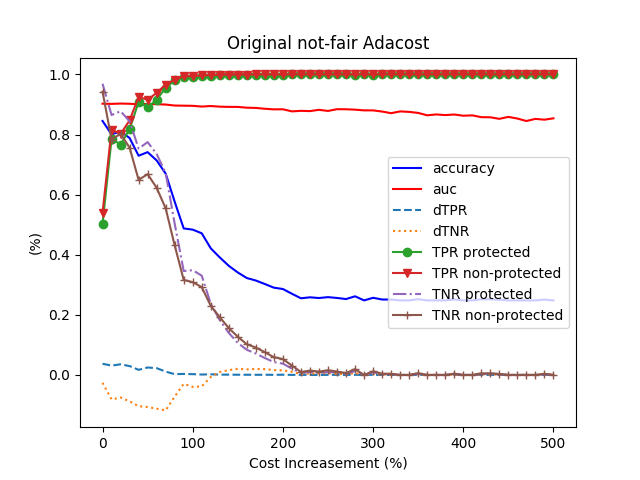 Original not-fair Adacost
1.0
0.8
0.6
0.4
0.2
0.0
(%)
accuracy
auc
dTPR
dTNR
TPR protected
TPR non-protected
TNR protected
TNR non-protected
0 100 200 300 400 500
Cost Increasement (%)